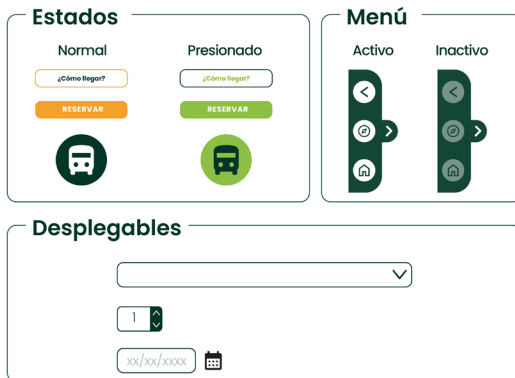 Estados
Normal
Presionado
¿Cómo llegar?
¿Cómo llegar?
RESERVAR
RESERVAR
Menú
Activo
Inactivo
Desplegables
1
xx/xx/xxxx